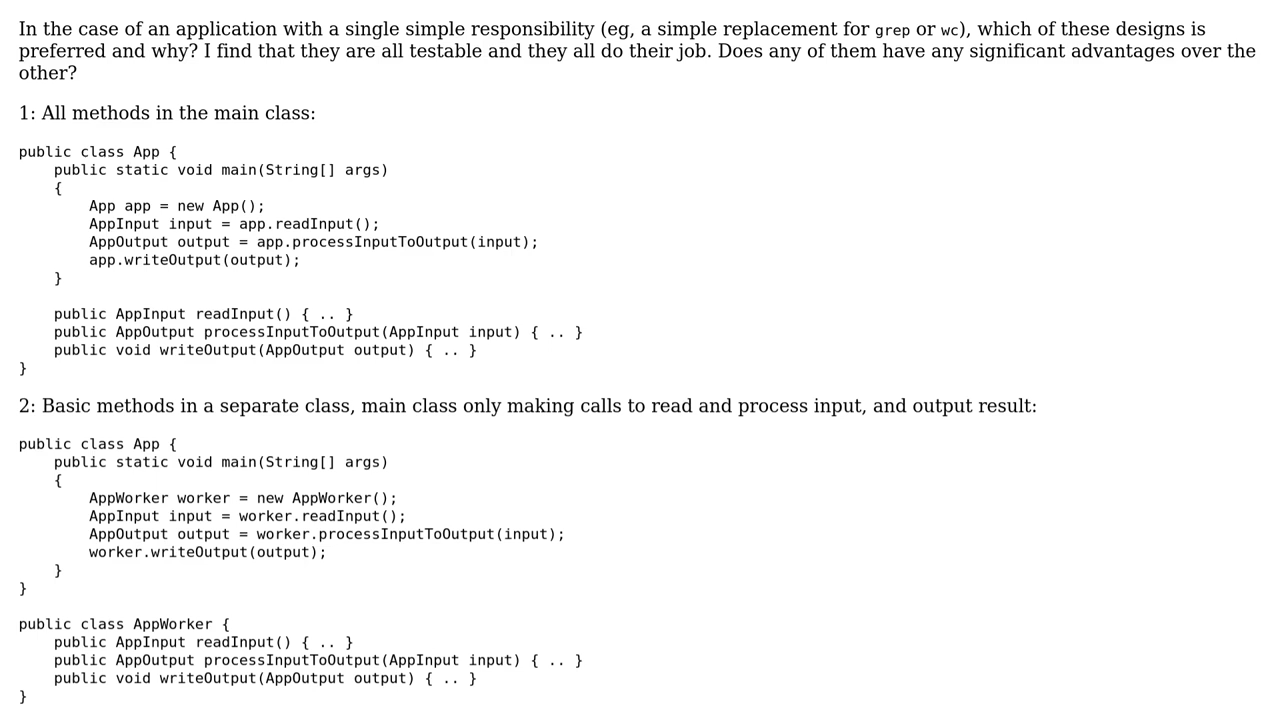 In the case of an application with a single simple responsibility (eg, a simple replacement for grep or wc), which of these designs is
preferred and why? I find that they are all testable and they all do their job. Does any of them have any significant advantages over the
other?
1: All methods in the main class:
public class App {
    public static void main(String[] args)
    {
        App app = new App();
        AppInput input = app.readInput();
        AppOutput output = app.processInputToOutput(input);
        app.writeOutput(output);
    }
    public AppInput readInput() { .. }
    public AppOutput processInputToOutput(AppInput input) { .. }
    public void writeOutput(AppOutput output) { .. }
}
2: Basic methods in a separate class, main class only making calls to read and process input, and output result:
public class App {
    public static void main(String[] args)
    {
        AppWorker worker = new AppWorker();
        AppInput input = worker.readInput();
        AppOutput output = worker.processInputToOutput(input);
        worker.writeOutput(output);
    }
}
public class AppWorker {
    public AppInput readInput() { .. }
    public AppOutput processInputToOutput(AppInput input) { .. }
    public void writeOutput(AppOutput output) { .. }
}